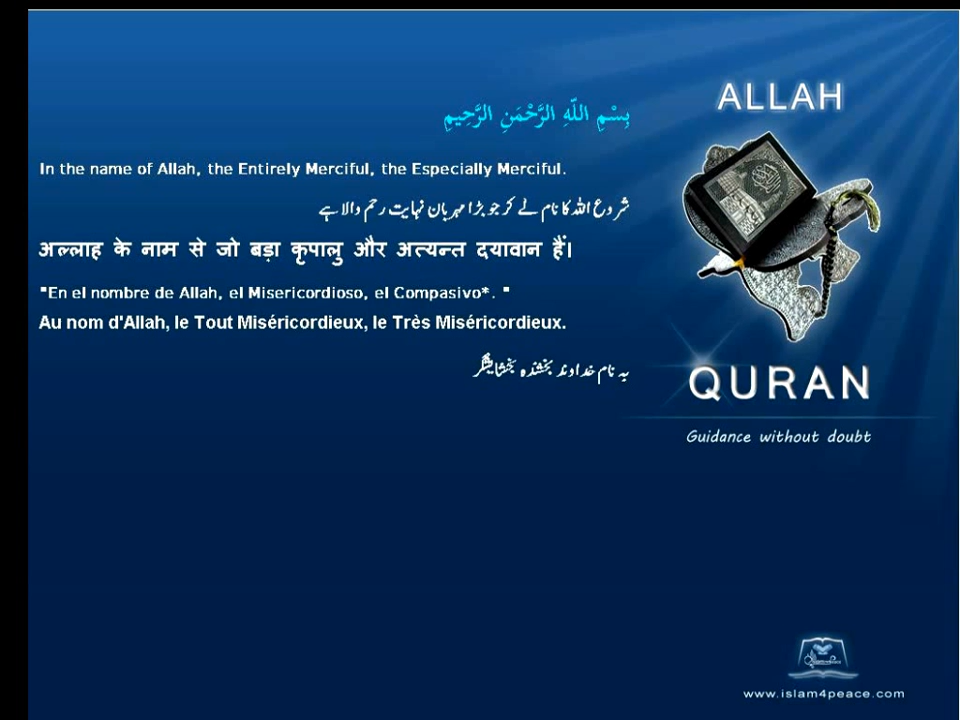 بِسْمِ اللّهِ الرَّحْمَنِ الرَّحِيمِ
In the name of Allah, the Entirely Merciful, the Especially Merciful.
شروع اللہ کا نام لے کر جو بڑا مہربان نہایت رحم والا ہے
अल्लाह के नाम से जो बड़ा कृपालु और अत्यन्त दयावान हैं।
"En el nombre de Allah, el Misericordioso, el Compasivo*. "
Au nom d'Allah, le Tout Miséricordieux, le Très Miséricordieux.
به نام خداوند بخشنده بخشایشگر
ALLAH
QURAN
Guidance without doubt
www.islam4peace.com